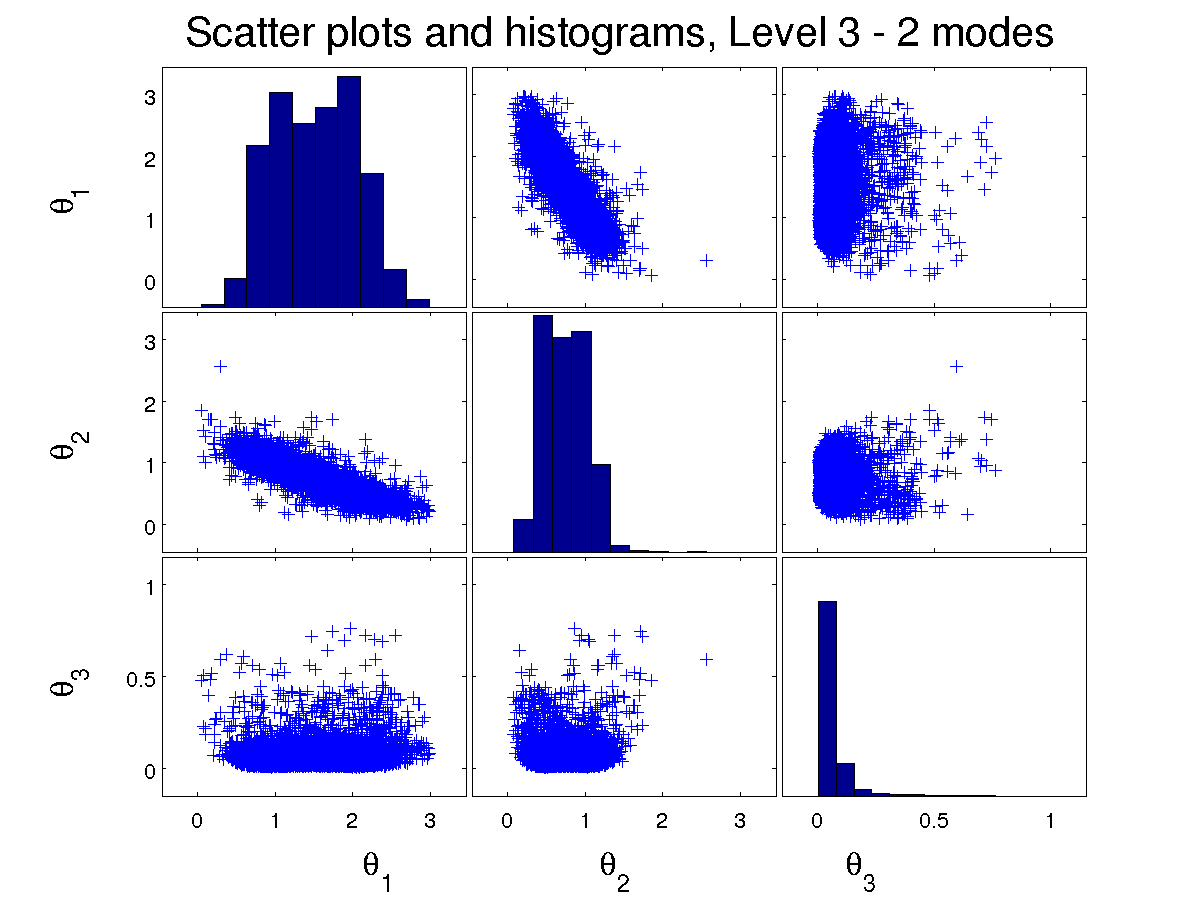 Scatter plots and histograms, Level 3 - 2 modes
θ1
3
2
1
0
θ2
3
2
1
0
θ3
1
0.5
0
0 1 2 3 0 1 2 3 0 0.5 1
θ1 θ2 θ3